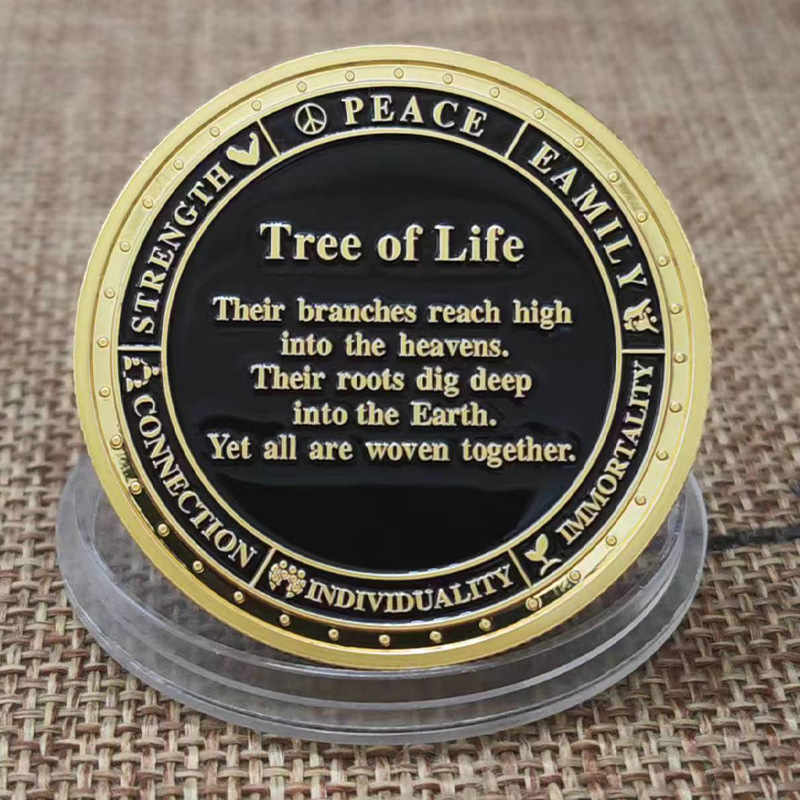 PEACE
EAMILY
IMMORTALITY
INDIVIDUALITY
CONNECTION
STRENGTH
Tree of Life
Their branches reach high
into the heavens.
Their roots dig deep
into the Earth.
Yet all are woven together.